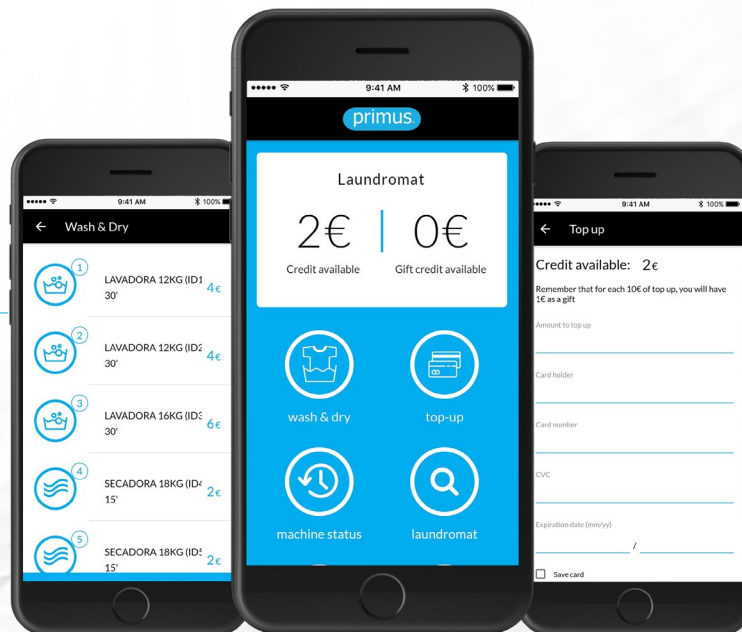 9:41 AM
100%
Wash & Dry
1
LAVADORA 12KG (ID1
30'
4€
2
LAVADORA 12KG (ID2
30'
4€
3
LAVADORA 16KG (ID3
30'
6€
4
SECADORA 18KG (ID4
15'
2€
5
SECADORA 18KG (ID5
15'
2€
9:41 AM
100%
primus
Laundromat
2€
0€
Credit available
Gift credit available
wash & dry
top-up
machine status
laundromat
9:41 AM
100%
Top up
Credit available: 2€
Remember that for each 10€ of top up, you will have
1€ as a gift
Amount to top up
Card holder
Card number
CVC
Expiration date (mm/yy)
/
Save card